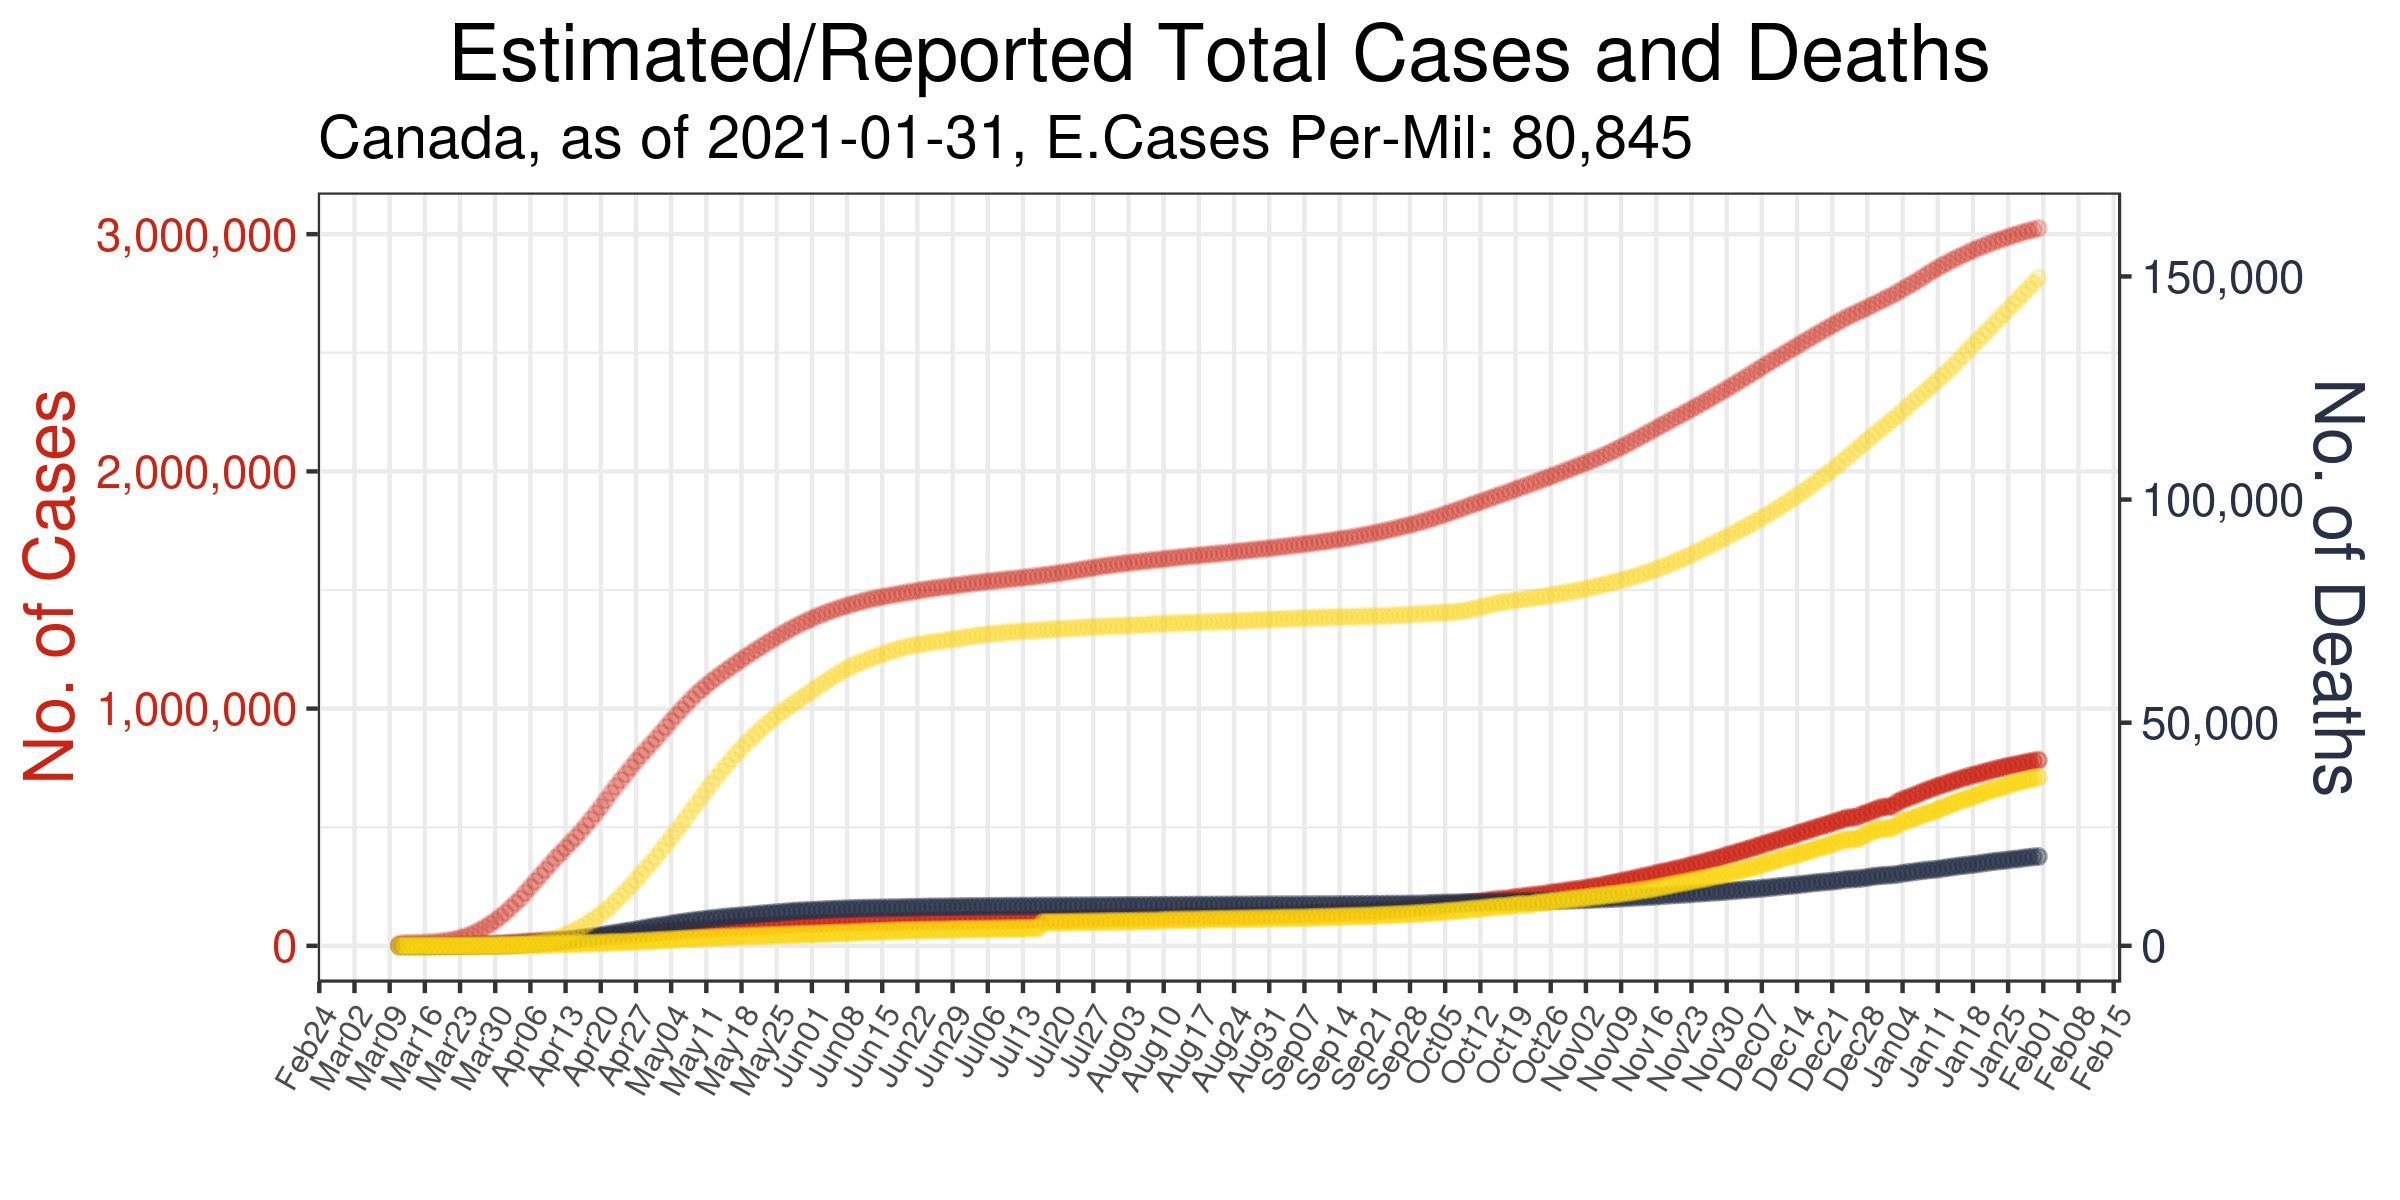 Estimated/Reported Total Cases and Deaths
Canada, as of 2021-01-31, E.Cases Per-Mil: 80,845
No. of Cases
3,000,000
2,000,000
1,000,000
0
150,000
100,000
50,000
0
No. of Deaths
Feb24
Mar02
Mar09
Mar16
Mar23
Mar30
Apr06
Apr13
Apr20
Apr27
May04
May11
May18
May25
Jun01
Jun08
Jun15
Jun22
Jun29
Jul06
Jul13
Jul20
Jul27
Aug03
Aug10
Aug17
Aug24
Aug31
Sep07
Sep14
Sep21
Sep28
Oct05
Oct12
Oct19
Oct26
Nov02
Nov09
Nov16
Nov23
Nov30
Dec07
Dec14
Dec21
Dec28
Jan04
Jan11
Jan18
Jan25
Feb01
Feb08
Feb15